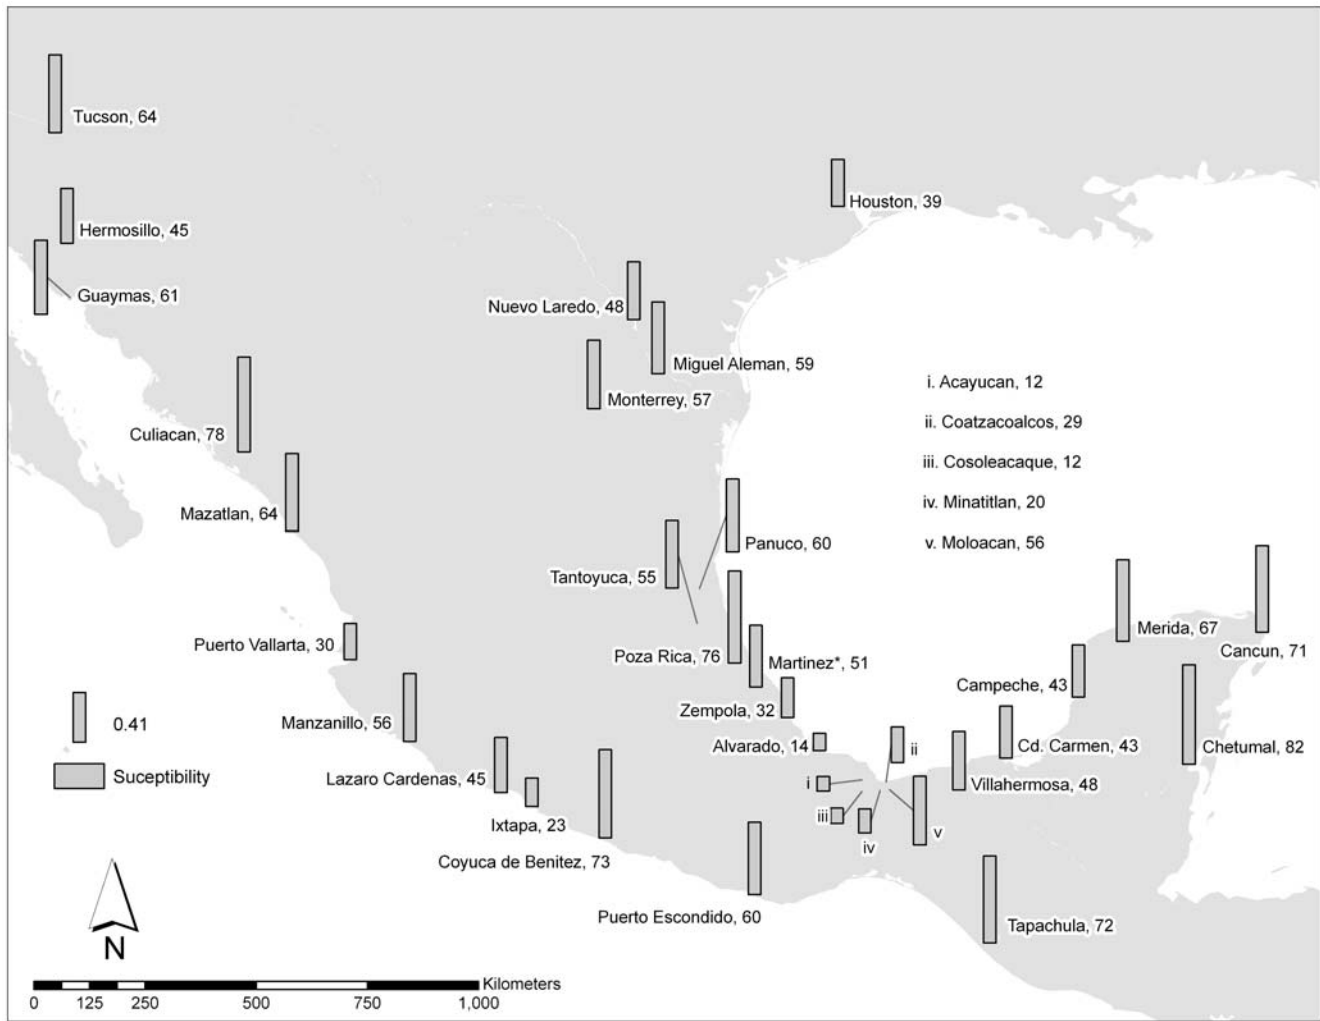 Tucson, 64
Houston, 39
Hermosillo, 45
Guaymas, 61
Nuevo Laredo, 48
Miguel Aleman, 59
Monterrey, 57
i. Acayucan, 12
ii. Coatzacoalcos, 29
Culiacan, 78
iii. Cosoleacaque, 12
Mazatlan, 64
iv. Minatitlan, 20
v. Moloacan, 56
Panuco, 60
Tantoyuca, 55
Merida, 67
Cancun, 71
Puerto Vallarta, 30
Poza Rica, 76
Martinez*, 51
Campeche, 43
Zempola, 32
Manzanillo, 56
0.41
Alvarado, 14
ii
Cd. Carmen, 43
Chetumal, 82
Suceptibility
Lazaro Cardenas, 45
i
Villahermosa, 48
Ixtapa, 23
iii
iv
v
Coyuca de Benitez, 73
Puerto Escondido, 60
Tapachula, 72
N
Kilometers
0 125 250 500 750 1,000